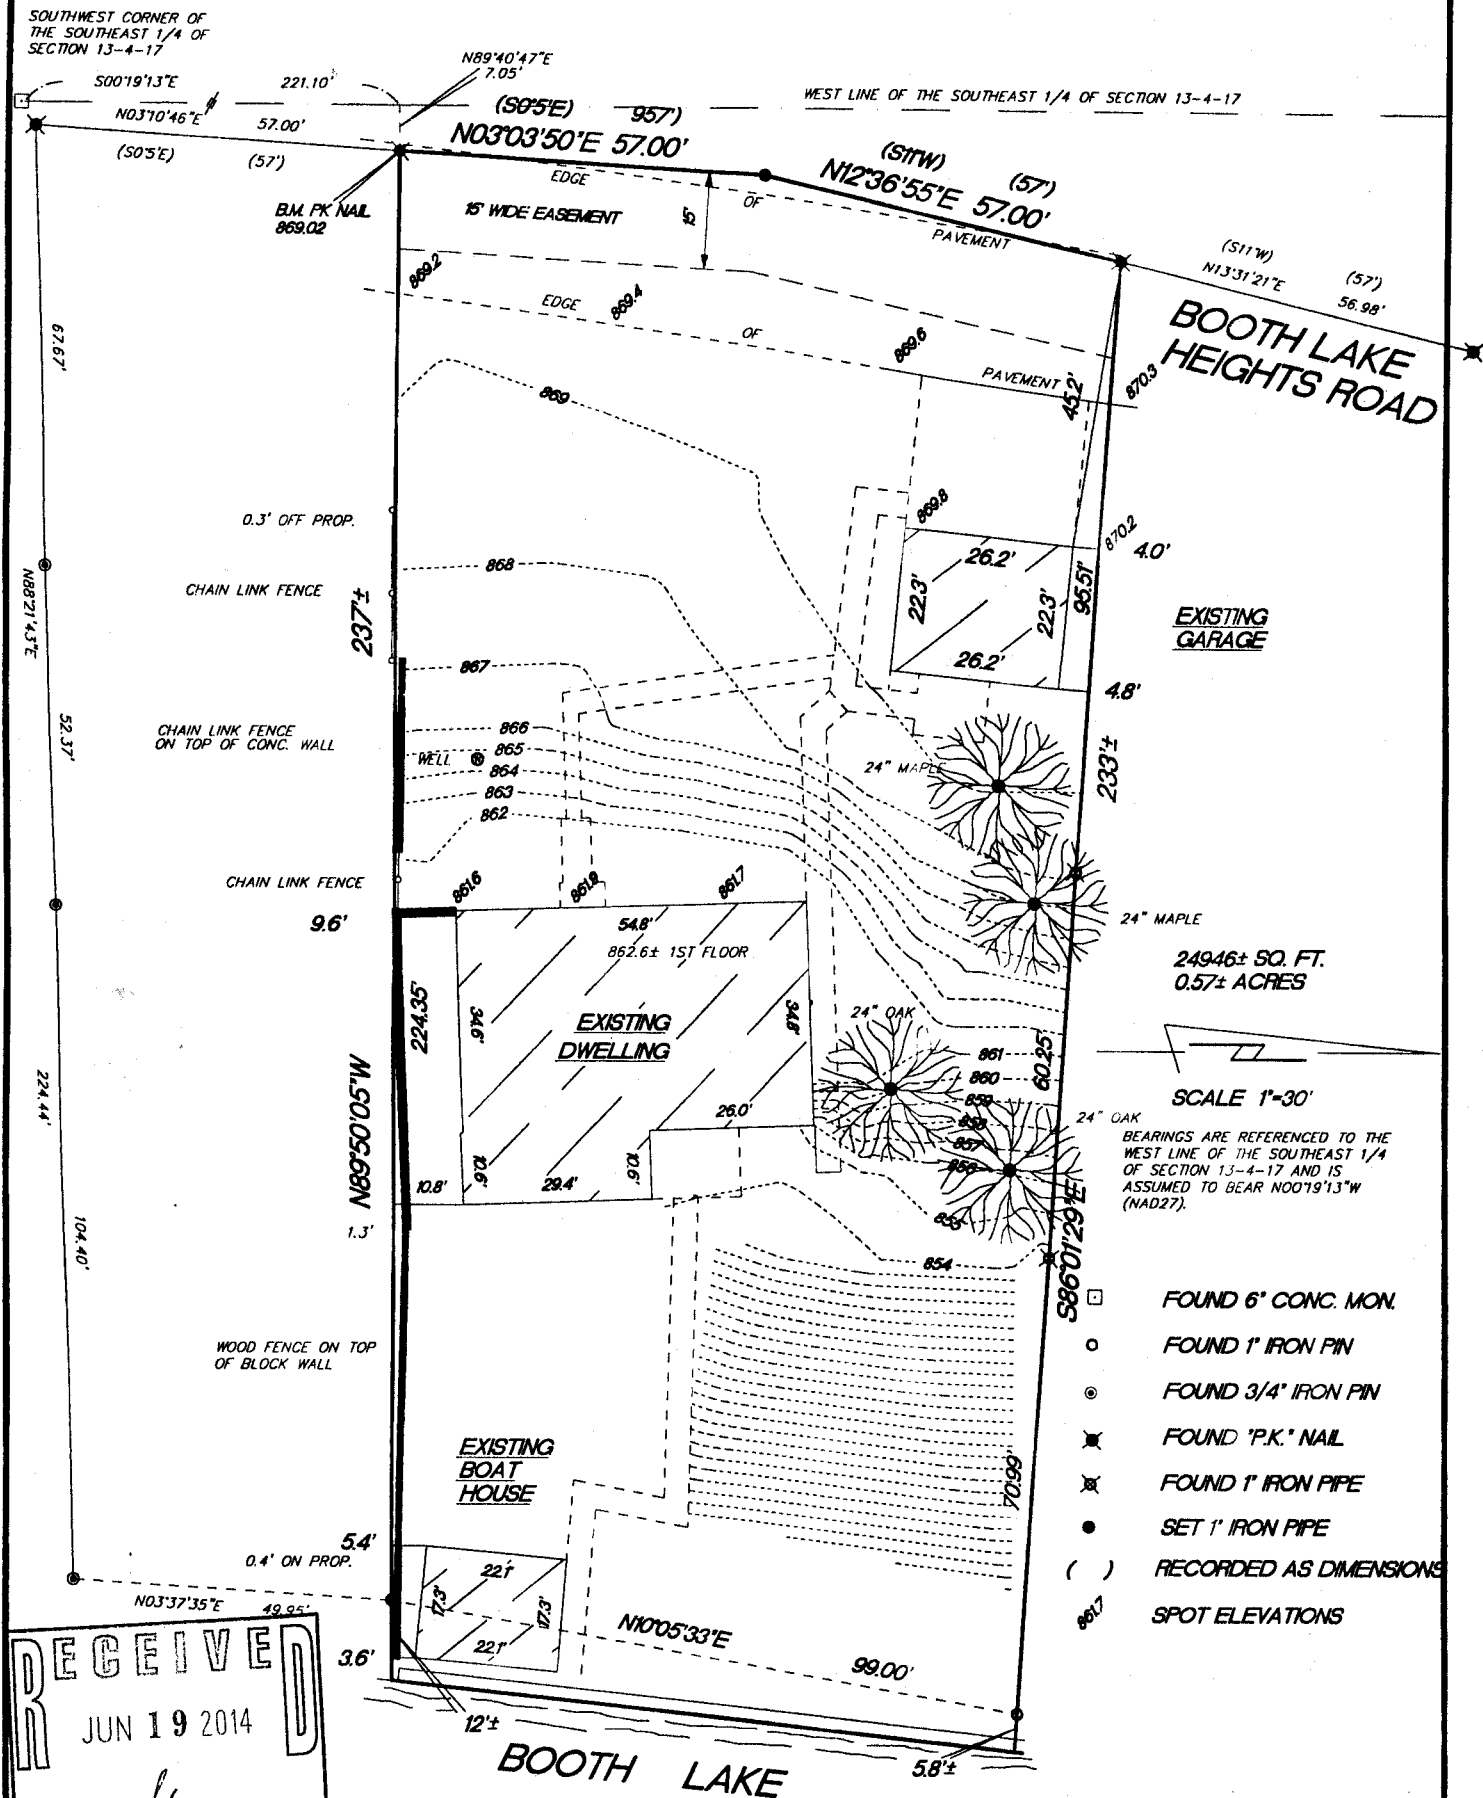 SOUTHWEST CORNER OF
THE SOUTHEAST 1/4 OF
SECTION 13-4-17
N89°40'47"E
7.05'
S00°19'13"E 221.10'
WEST LINE OF THE SOUTHEAST 1/4 OF SECTION 13-4-17
N03°10'46"E 57.00'
(S0°5'E) (57')
(S0°5'E) 957')
N03°03'50"E 57.00'
(S11°W) (57')
N12°36'55"E 57.00'
(S11°W) (57')
N13°31'21"E 56.98'
B.M. PK NAIL
869.02
EDGE OF PAVEMENT
15' WIDE EASEMENT
15'
869.2
869.4
869.6
870.3
EDGE OF PAVEMENT
BOOTH LAKE
HEIGHTS ROAD
45.2'
67.67'
869
869.8
870.2
4.0'
0.3' OFF PROP.
868
26.2'
22.3'
22.3'
95.51'
26.2'
EXISTING
GARAGE
CHAIN LINK FENCE
237'±
N88°21'43"E
867
4.8'
52.37'
CHAIN LINK FENCE
ON TOP OF CONC. WALL
866
865
864
863
862
WELL
24" MAPLE
233'±
CHAIN LINK FENCE
861.6
861.9
861.7
9.6'
54.8'
862.6± 1ST FLOOR
24" MAPLE
24946± SQ. FT.
0.57± ACRES
224.35'
34.6'
34.8'
EXISTING
DWELLING
24" OAK
861
860
859
858
857
856
855
854
60.25'
SCALE 1"=30'
24" OAK
BEARINGS ARE REFERENCED TO THE
WEST LINE OF THE SOUTHEAST 1/4
OF SECTION 13-4-17 AND IS
ASSUMED TO BEAR N00°19'13"W
(NAD27).
N89°50'05"W
224.44'
26.0'
10.8'
10.6'
29.4'
10.6'
1.3'
S86°01'29"E
104.40'
WOOD FENCE ON TOP
OF BLOCK WALL
FOUND 6" CONC. MON.
FOUND 1" IRON PIN
FOUND 3/4" IRON PIN
FOUND "P.K." NAIL
FOUND 1" IRON PIPE
SET 1" IRON PIPE
( ) RECORDED AS DIMENSIONS
861.7 SPOT ELEVATIONS
70.99'
EXISTING
BOAT
HOUSE
5.4'
0.4' ON PROP.
22.1'
17.3'
17.3'
22.1'
3.6'
N03°37'35"E 49.95'
N10°05'33"E 99.00'
12'±
5.8'±
BOOTH LAKE
RECEIVED
JUN 19 2014